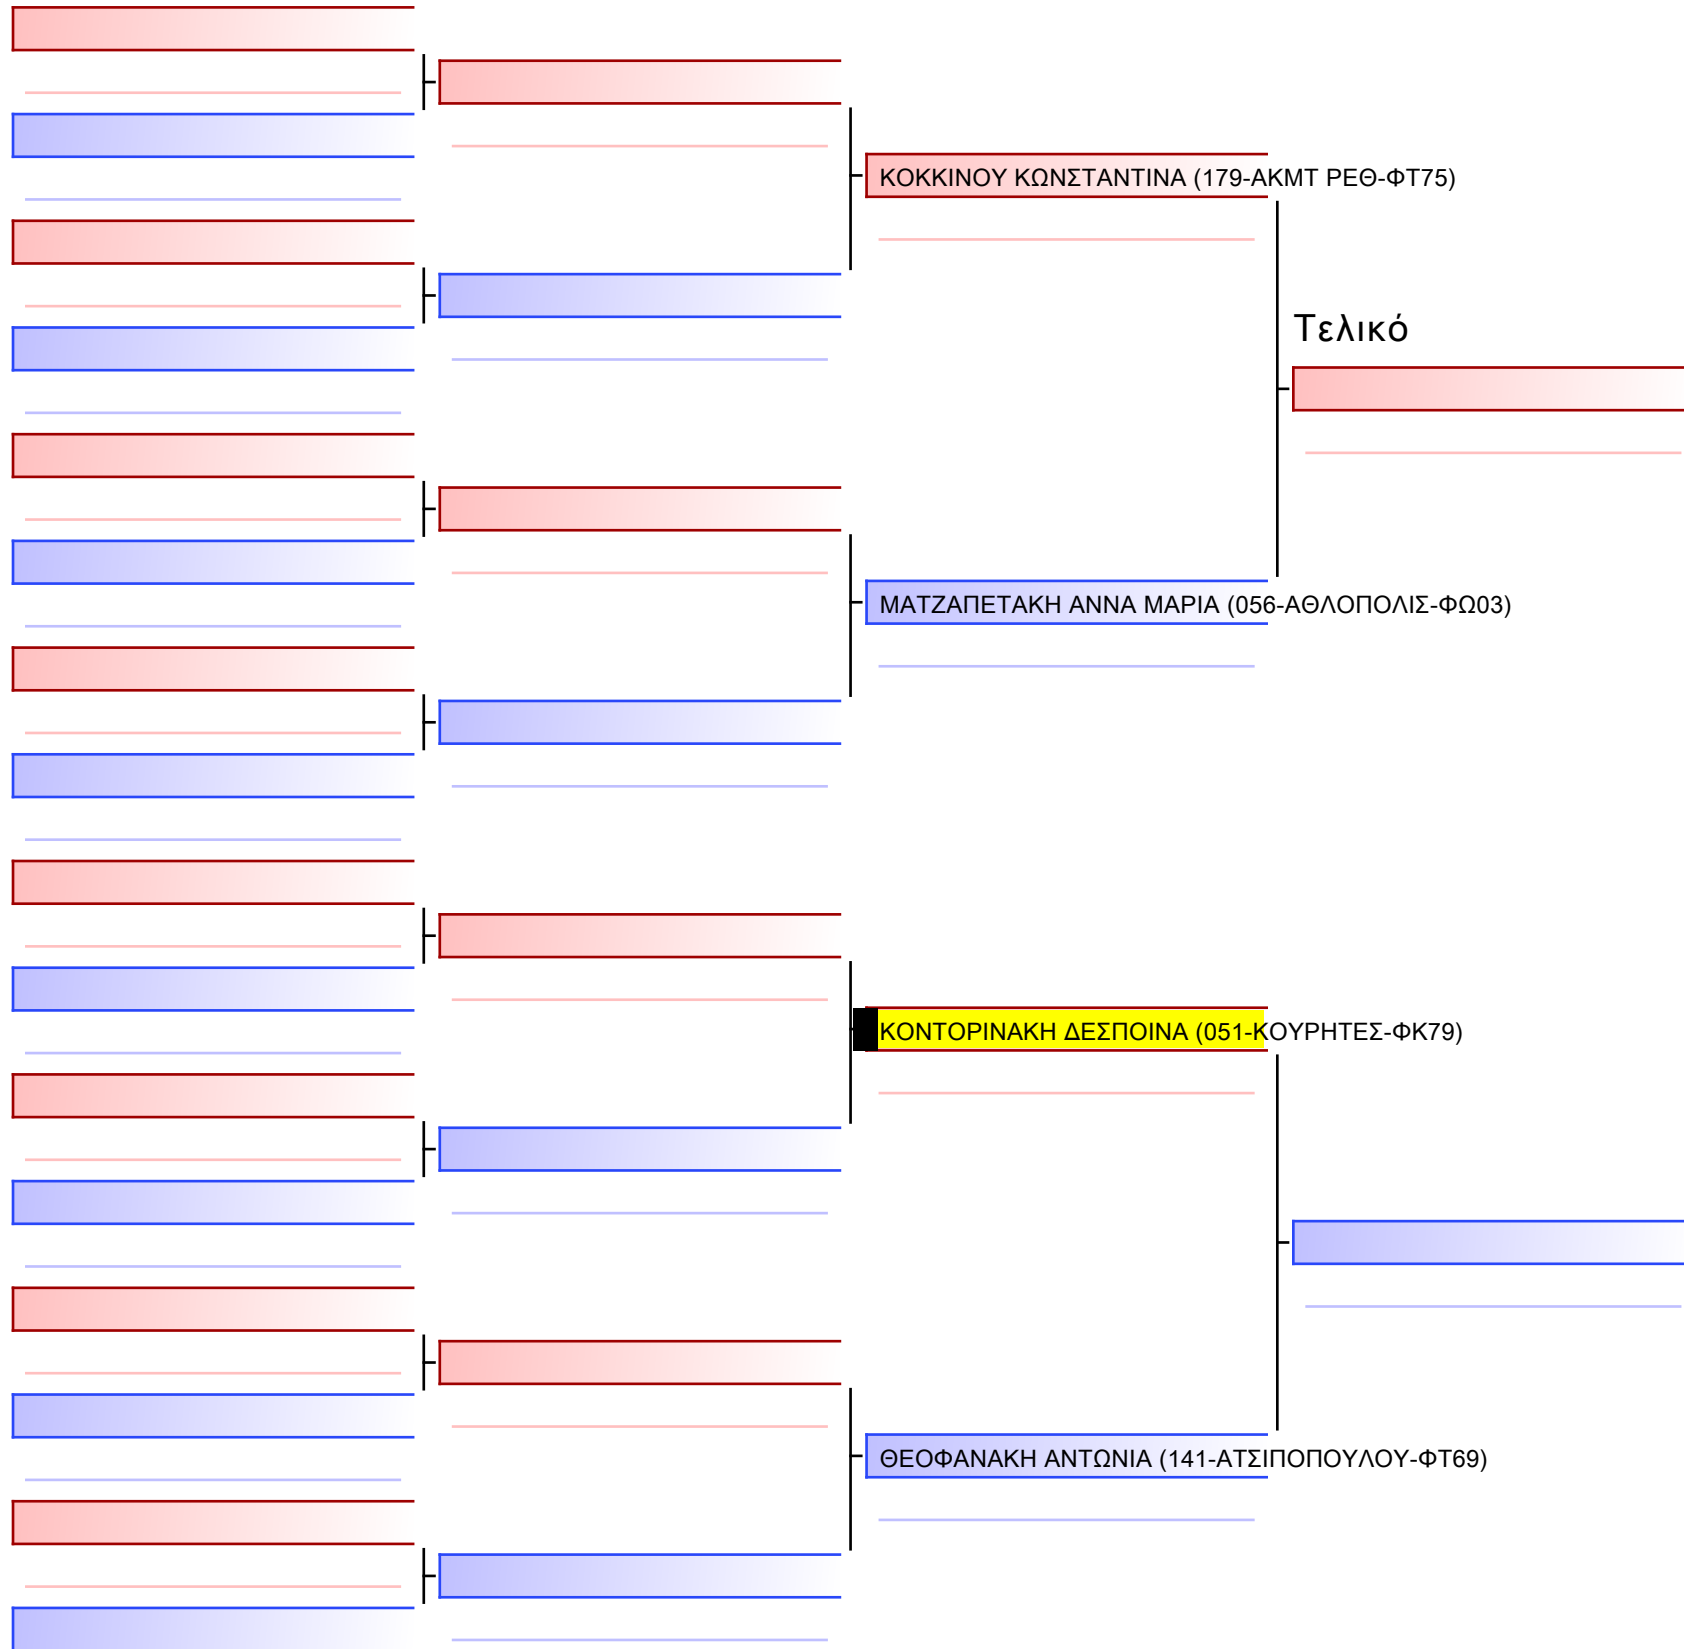 ΚΟΚΚΙΝΟΥ ΚΩΝΣΤΑΝΤΙΝΑ (179-ΑΚΜΤ ΡΕΘ-ΦΤ75)
Τελικό
ΜΑΤΖΑΠΕΤΑΚΗ ΑΝΝΑ ΜΑΡΙΑ (056-ΑΘΛΟΠΟΛΙΣ-ΦΩ03)
ΚΟΝΤΟΡΙΝΑΚΗ ΔΕΣΠΟΙΝΑ (051-ΚΟΥΡΗΤΕΣ-ΦΚ79)
ΘΕΟΦΑΝΑΚΗ ΑΝΤΩΝΙΑ (141-ΑΤΣΙΠΟΠΟΥΛΟΥ-ΦΤ69)